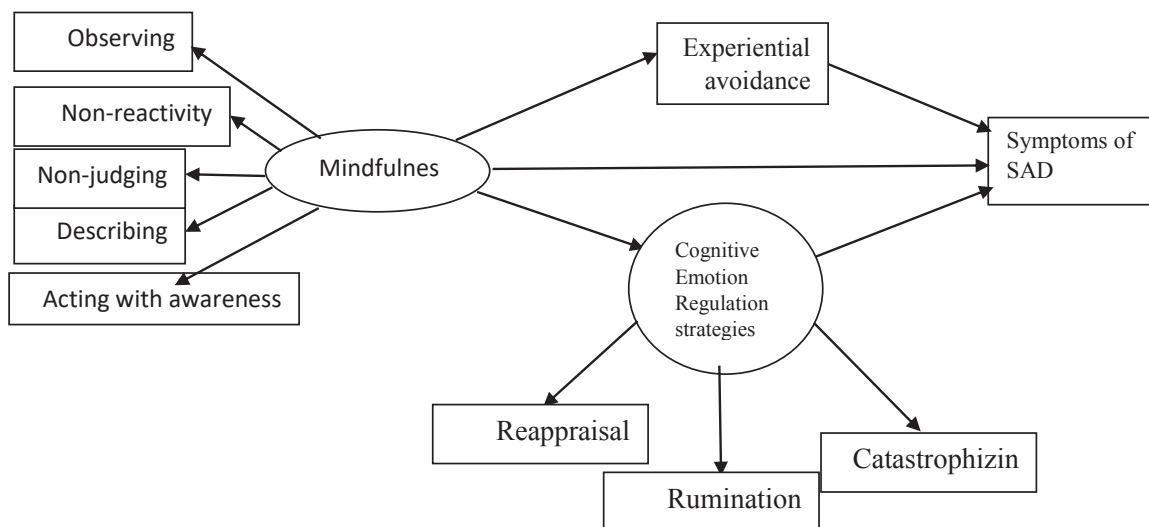 Observing
Non-reactivity
Non-judging
Describing
Acting with awareness
Mindfulnes
Experiential
avoidance
Symptoms of
SAD
Cognitive
Emotion
Regulation
strategies
Reappraisal
Rumination
Catastrophizin